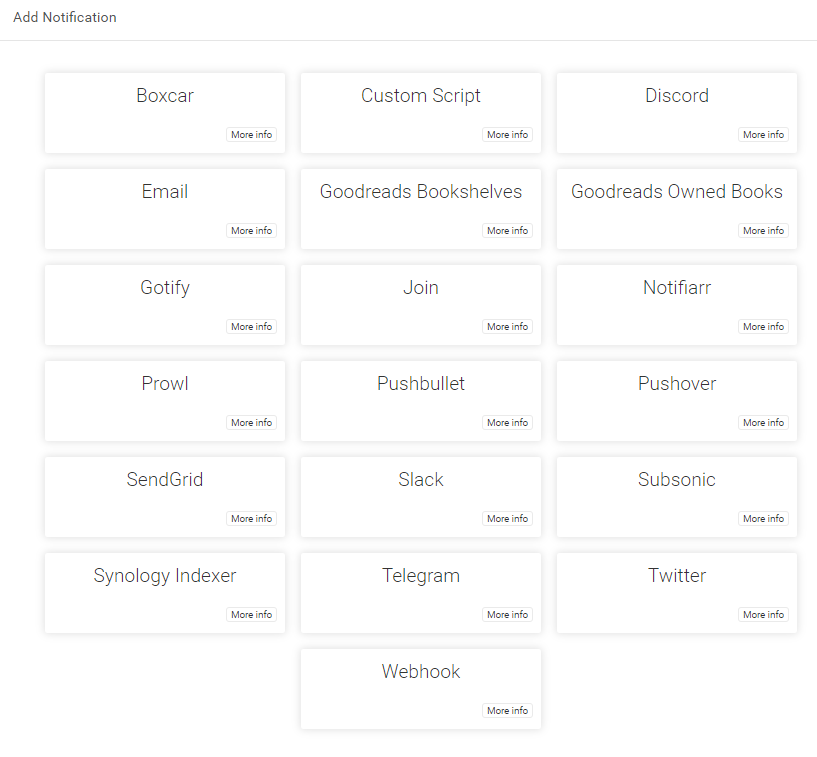 Add Notification
Boxcar Custom Script Discord
More info More info More info
Email Goodreads Bookshelves Goodreads Owned Books
More info More info More info
Gotify Join Notifiarr
More info More info More info
Prowl Pushbullet Pushover
More info More info More info
SendGrid Slack Subsonic
More info More info More info
Synology Indexer Telegram Twitter
More info More info More info
Webhook
More info